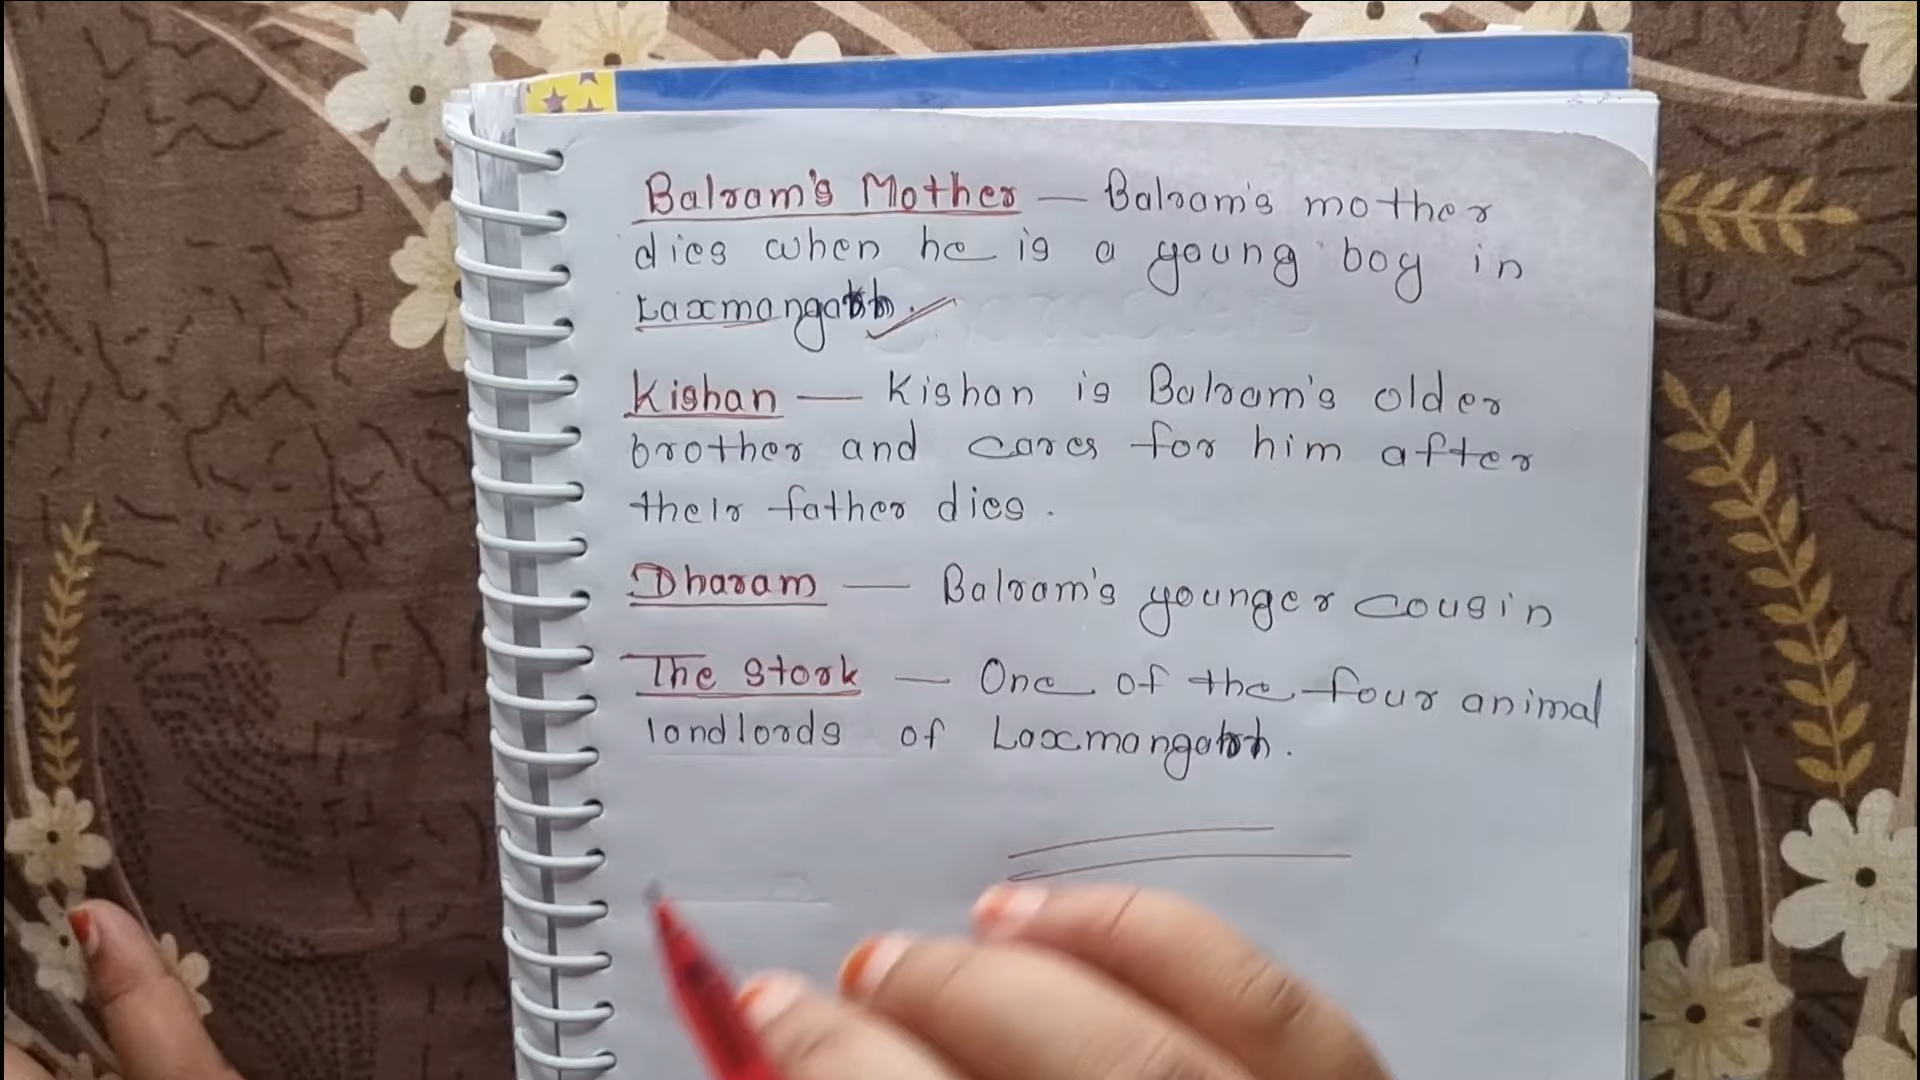 Balram's Mother — Balram's mother
dies when he is a young boy in
Laxmangarh.
Kishan — Kishan is Balram's older
brother and cares for him after
their father dies.
Dharam — Balram's younger cousin
The Stork — One of the four animal
landlords of Laxmangarh.